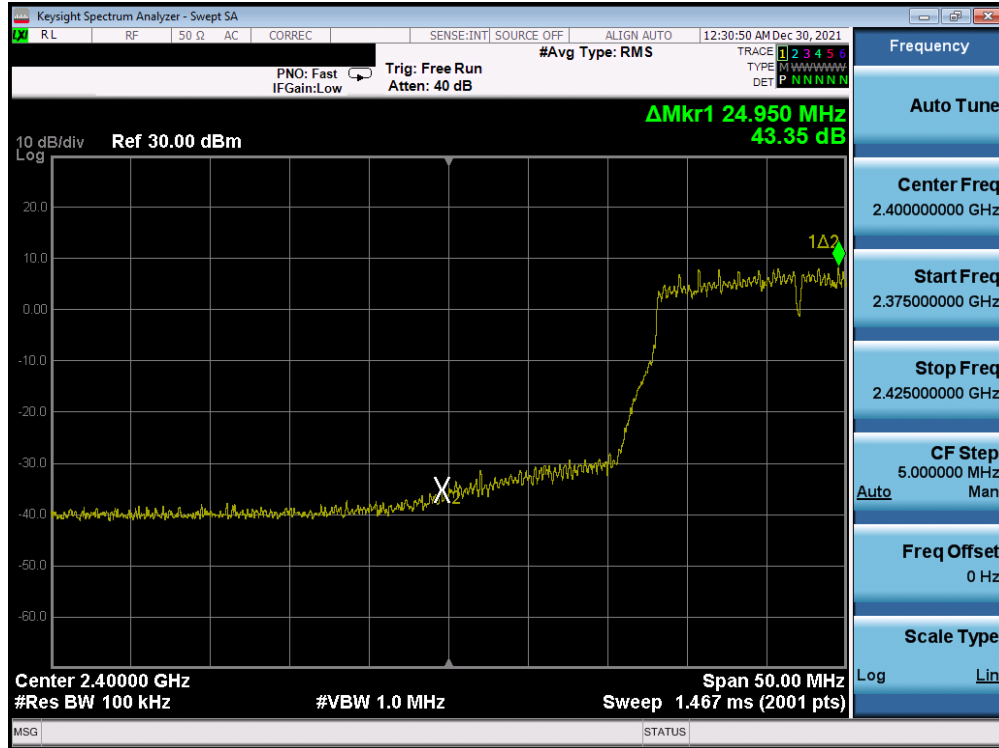 Keysight Spectrum Analyzer - Swept SA
LXI RL RF 50 Ω AC CORREC SENSE:INT SOURCE OFF ALIGN AUTO 12:30:50 AM Dec 30, 2021
#Avg Type: RMS
TRACE 1 2 3 4 5 6
TYPE M WWWWW
DET P N N N N N
PNO: Fast
IFGain:Low
Trig: Free Run
Atten: 40 dB
ΔMkr1 24.950 MHz
43.35 dB
10 dB/div Ref 30.00 dBm
Log
20.0
10.0
0.00
-10.0
-20.0
-30.0
-40.0
-50.0
-60.0
1Δ2
X2
Center 2.40000 GHz
Span 50.00 MHz
#Res BW 100 kHz
#VBW 1.0 MHz
Sweep 1.467 ms (2001 pts)
MSG
STATUS
Frequency
Auto Tune
Center Freq
2.400000000 GHz
Start Freq
2.375000000 GHz
Stop Freq
2.425000000 GHz
CF Step
5.000000 MHz
Auto Man
Freq Offset
0 Hz
Scale Type
Log Lin